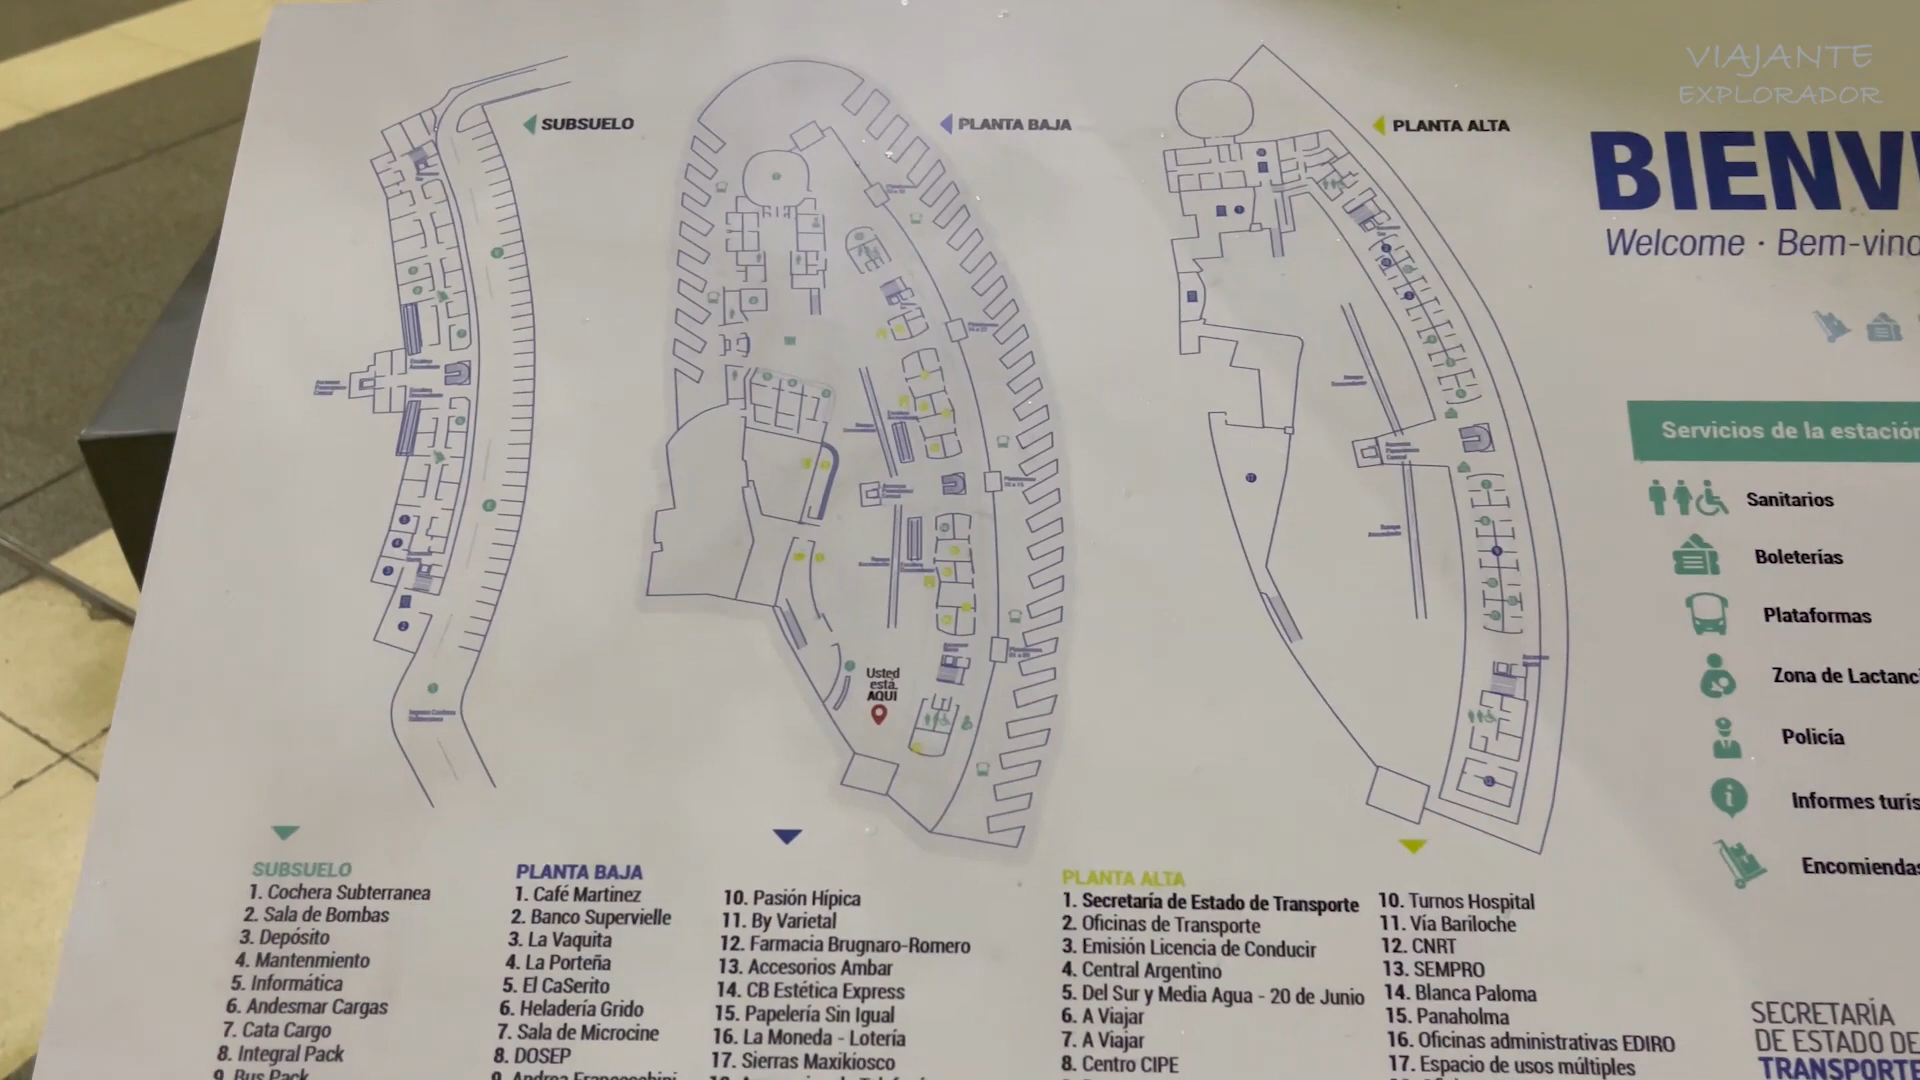 VIAJANTE
EXPLORADOR
SUBSUELO
PLANTA BAJA
PLANTA ALTA
BIENV
Welcome · Bem-vinc
Usted
está
AQUI
Servicios de la estación
Sanitarios
Boleterías
Plataformas
Zona de Lactanc
Policía
Informes turís
Encomiendas
SUBSUELO
1. Cochera Subterranea
2. Sala de Bombas
3. Depósito
4. Mantenmiento
5. Informática
6. Andesmar Cargas
7. Cata Cargo
8. Integral Pack
9. Bus Pack
PLANTA BAJA
1. Café Martinez
2. Banco Supervielle
3. La Vaquita
4. La Porteña
5. El CaSerito
6. Heladería Grido
7. Sala de Microcine
8. DOSEP
10. Pasión Hípica
11. By Varietal
12. Farmacia Brugnaro-Romero
13. Accesorios Ambar
14. CB Estética Express
15. Papelería Sin Igual
16. La Moneda - Lotería
17. Sierras Maxikiosco
PLANTA ALTA
1. Secretaría de Estado de Transporte
2. Oficinas de Transporte
3. Emisión Licencia de Conducir
4. Central Argentino
5. Del Sur y Media Agua - 20 de Junio
6. A Viajar
7. A Viajar
8. Centro CIPE
10. Turnos Hospital
11. Vía Bariloche
12. CNRT
13. SEMPRO
14. Blanca Paloma
15. Panaholma
16. Oficinas administrativas EDIRO
17. Espacio de usos múltiples
SECRETARÍA
DE ESTADO DE
TRANSPORTE